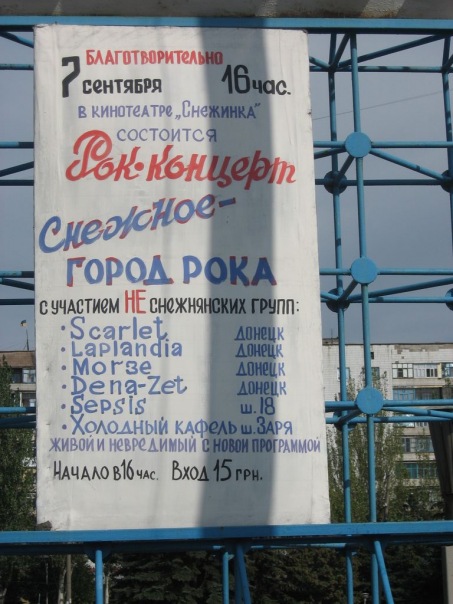 БЛАГОТВОРИТЕЛЬНО
7 СЕНТЯБРЯ 16 ЧАС.
В КИНОТЕАТРЕ „СНЕЖИНКА"
СОСТОИТСЯ
РОК-КОНЦЕРТ
СНЕЖНОЕ-
ГОРОД РОКА
С УЧАСТИЕМ НЕ СНЕЖНЯНСКИХ ГРУПП:
·Scarlet ДОНЕЦК
·Laplandia ДОНЕЦК
·Morze ДОНЕЦК
·Dena-Zet ДОНЕЦК
·Sepsis Ш. 18
·ХОЛОДНЫЙ КАФЕЛЬ Ш. ЗАРЯ
ЖИВОЙ И НЕВРЕДИМЫЙ С НОВОЙ ПРОГРАММОЙ
НАЧАЛО В 16 ЧАС. ВХОД 15 ГРН.